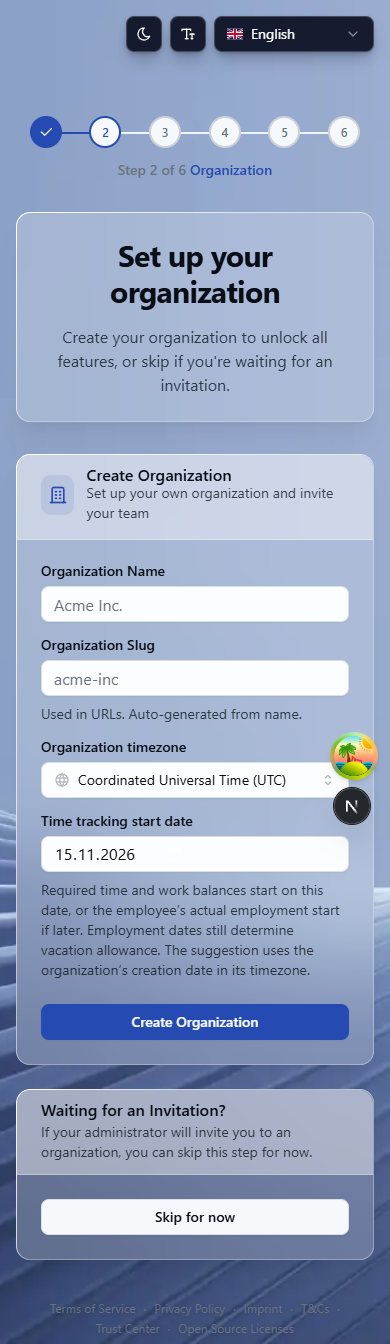 English
2
3
4
5
6
Step 2 of 6 Organization
Set up your
organization
Create your organization to unlock all
features, or skip if you're waiting for an
invitation.
Create Organization
Set up your own organization and invite
your team
Organization Name
Acme Inc.
Organization Slug
acme-inc
Used in URLs. Auto-generated from name.
Organization timezone
Coordinated Universal Time (UTC)
N
Time tracking start date
15.11.2026
Required time and work balances start on this
date, or the employee’s actual employment start
if later. Employment dates still determine
vacation allowance. The suggestion uses the
organization’s creation date in its timezone.
Create Organization
Waiting for an Invitation?
If your administrator will invite you to an
organization, you can skip this step for now.
Skip for now
Terms of Service · Privacy Policy · Imprint · T&Cs ·
Trust Center · Open Source Licenses